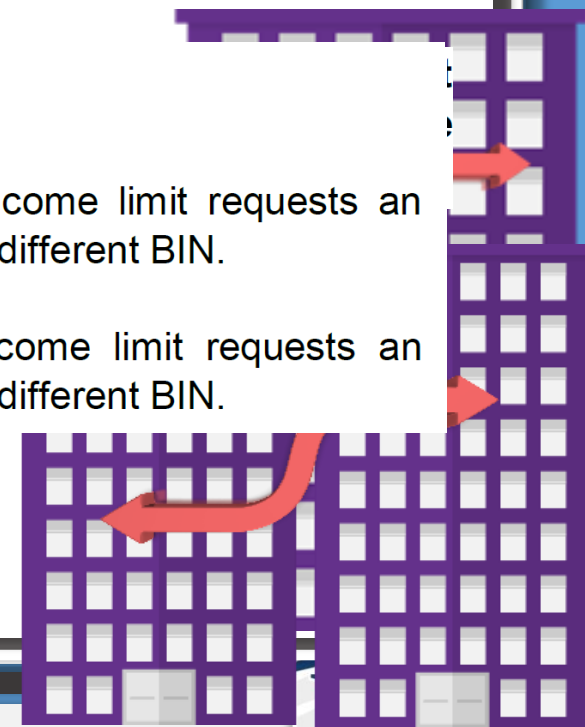 come limit requests an
different BIN.
come limit requests an
different BIN.